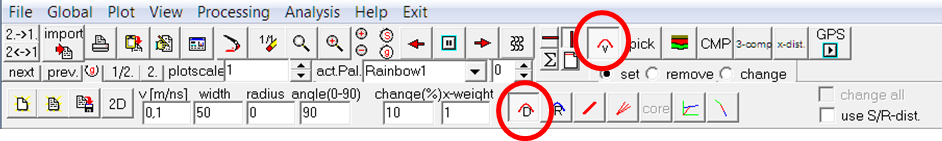 File Global Plot View Processing Analysis Help Exit
2.->1. import 1/y V pick CMP 3-comp x-dist. GPS
2<->1
next prev. (g) 1/2. 2. plotscale 1 act.Pal. Rainbow1 0 set remove change
v [m/ns] width radius angle(0-90) change(%) x-weight change all
2D 0,1 50 0 90 10 1 D R core use S/R-dist.